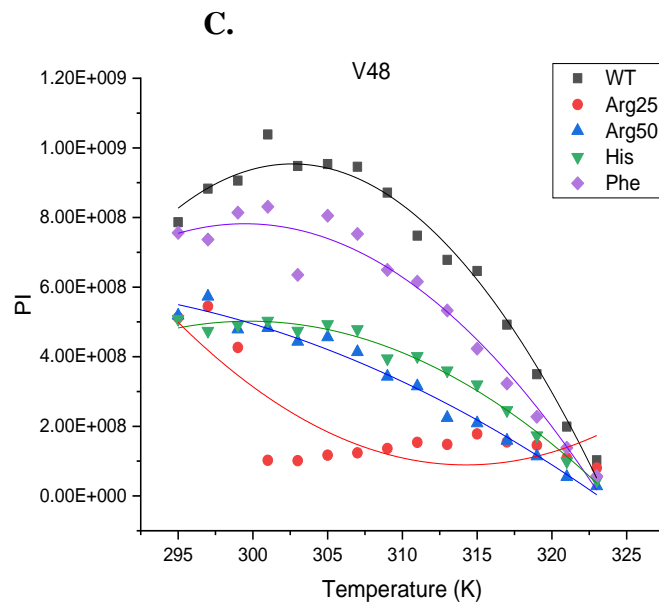 C.
V48
WT
Arg25
Arg50
His
Phe
1.20E+009
1.00E+009
8.00E+008
6.00E+008
4.00E+008
2.00E+008
0.00E+000
PI
295 300 305 310 315 320 325
Temperature (K)